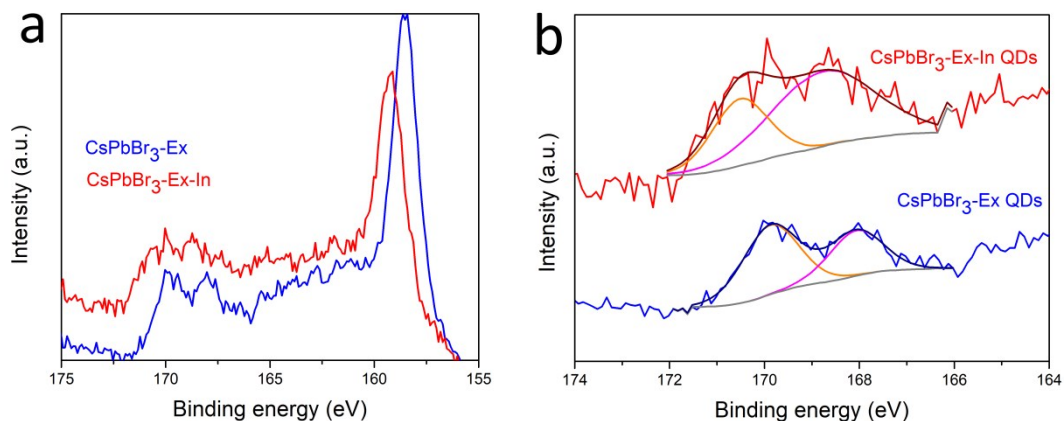 a
CsPbBr₃-Ex
CsPbBr₃-Ex-In
Intensity (a.u.)
175 170 165 160 155
Binding energy (eV)
b
CsPbBr₃-Ex-In QDs
CsPbBr₃-Ex QDs
Intensity (a.u.)
174 172 170 168 166 164
Binding energy (eV)